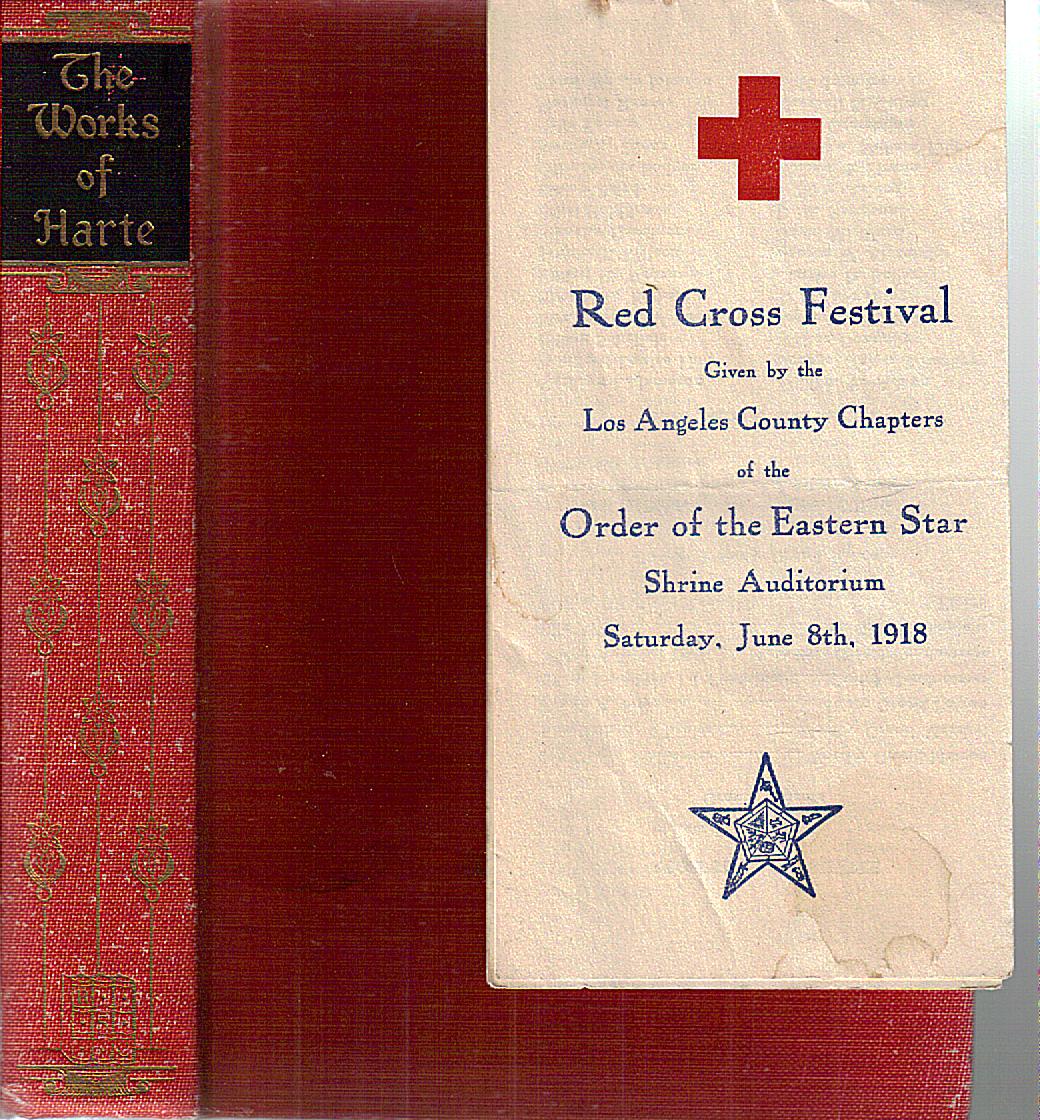 The
Works
of
Harte
Red Cross Festival
Given by the
Los Angeles County Chapters
of the
Order of the Eastern Star
Shrine Auditorium
Saturday, June 8th, 1918